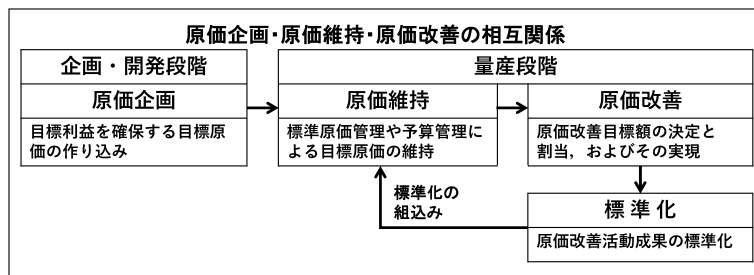 原価企画・原価維持・原価改善の相互関係
企画・開発段階
量産段階
原価企画
原価維持
原価改善
目標利益を確保する目標原
価の作り込み
標準原価管理や予算管理に
よる目標原価の維持
原価改善目標額の決定と
割当，およびその実現
標準化の
組込み
標 準 化
原価改善活動成果の標準化